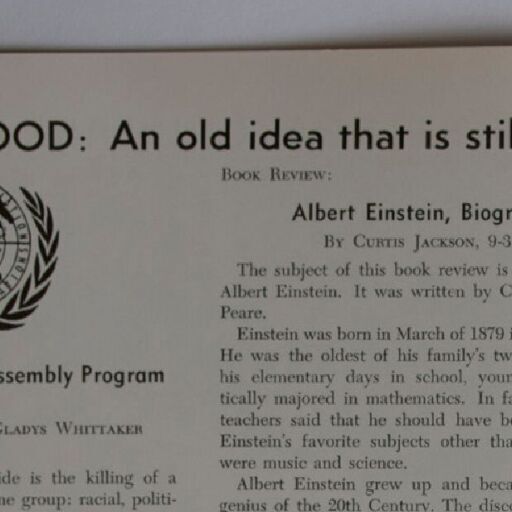 OOD: An old idea that is stil
Assembly Program
GLADYS WHITTAKER
ide is the killing of a
ne group: racial, politi-
BOOK REVIEW:
Albert Einstein, Biogr
BY CURTIS JACKSON, 9-3
The subject of this book review is
Albert Einstein. It was written by C
Peare.
Einstein was born in March of 1879 i
He was the oldest of his family's tw
his elementary days in school, youn
tically majored in mathematics. In fa
teachers said that he should have be
Einstein's favorite subjects other tha
were music and science.
Albert Einstein grew up and beca
genius of the 20th Century. The disco